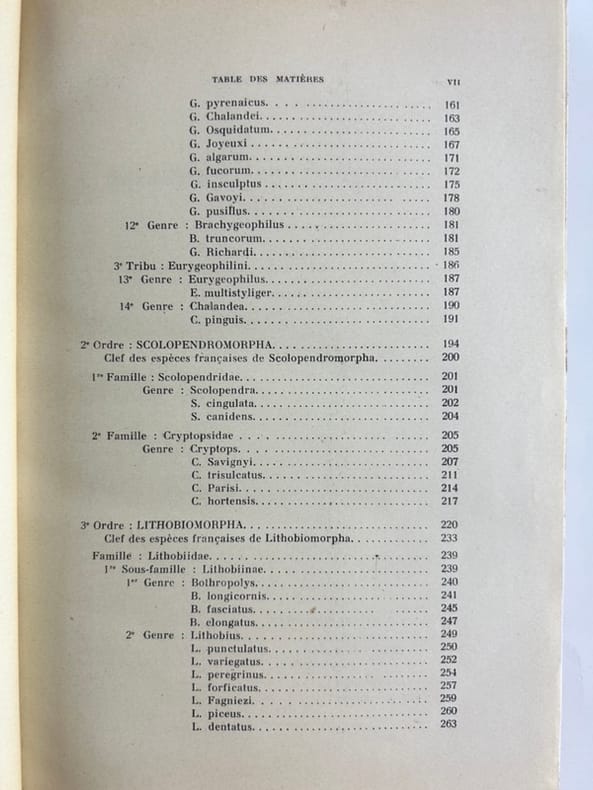 TABLE DES MATIÈRES VII
G. pyrenaicus. . . . . . . . . . . . . . . . . . . . . . 161
G. Chalandei. . . . . . . . . . . . . . . . . . . . . . 163
G. Osquidatum. . . . . . . . . . . . . . . . . . . . . . 165
G. Joyeuxi . . . . . . . . . . . . . . . . . . . . . . 167
G. algarum. . . . . . . . . . . . . . . . . . . . . . 171
G. fucorum. . . . . . . . . . . . . . . . . . . . . . 172
G. insculptus . . . . . . . . . . . . . . . . . . . . . . 175
G. Gavoyi. . . . . . . . . . . . . . . . . . . . . . 178
G. pusillus. . . . . . . . . . . . . . . . . . . . . . 180
12e Genre : Brachygeophilus . . . . . . . . . . . . . . . . 181
B. truncorum. . . . . . . . . . . . . . . . . . . . . . 181
G. Richardi. . . . . . . . . . . . . . . . . . . . . . 185
3e Tribu : Eurygeophilini. . . . . . . . . . . . . . . . . . 186
13e Genre : Eurygeophilus. . . . . . . . . . . . . . . . . . 187
E. multistyliger. . . . . . . . . . . . . . . . . . 187
14e Genre : Chalandea. . . . . . . . . . . . . . . . . . 190
C. pinguis. . . . . . . . . . . . . . . . . . . . . . 191
2e Ordre : SCOLOPENDROMORPHA. . . . . . . . . . . . . . . . 194
Clef des espèces françaises de Scolopendromorpha. . . . . . . . 200
1re Famille : Scolopendridae. . . . . . . . . . . . . . . . . . 201
Genre : Scolopendra. . . . . . . . . . . . . . . . . . 201
S. cingulata. . . . . . . . . . . . . . . . . . 202
S. canidens. . . . . . . . . . . . . . . . . . 204
2e Famille : Cryptopsidae . . . . . . . . . . . . . . . . . . 205
Genre : Cryptops. . . . . . . . . . . . . . . . . . 205
C. Savignyi. . . . . . . . . . . . . . . . . . 207
C. trisulcatus. . . . . . . . . . . . . . . . . . 211
C. Parisi. . . . . . . . . . . . . . . . . . 214
C. hortensis. . . . . . . . . . . . . . . . . . 217
3e Ordre : LITHOBIOMORPHA. . . . . . . . . . . . . . . . . . 220
Clef des espèces françaises de Lithobiomorpha. . . . . . . . . . 233
Famille : Lithobiidae. . . . . . . . . . . . . . . . . . 239
1re Sous-famille : Lithobiinae. . . . . . . . . . . . . . . . . . 239
1er Genre : Bothropolys. . . . . . . . . . . . . . . . . . 240
B. longicornis. . . . . . . . . . . . . . . . . . 241
B. fasciatus. . . . . . . . . . . . . . . . . . 245
B. elongatus. . . . . . . . . . . . . . . . . . 247
2e Genre : Lithobius. . . . . . . . . . . . . . . . . . 249
L. punctulatus. . . . . . . . . . . . . . . . . . 250
L. variegatus. . . . . . . . . . . . . . . . . . 252
L. peregrinus. . . . . . . . . . . . . . . . . . 254
L. forficatus. . . . . . . . . . . . . . . . . . 257
L. Fagniezi. . . . . . . . . . . . . . . . . . 259
L. piceus. . . . . . . . . . . . . . . . . . 260
L. dentatus. . . . . . . . . . . . . . . . . . 263